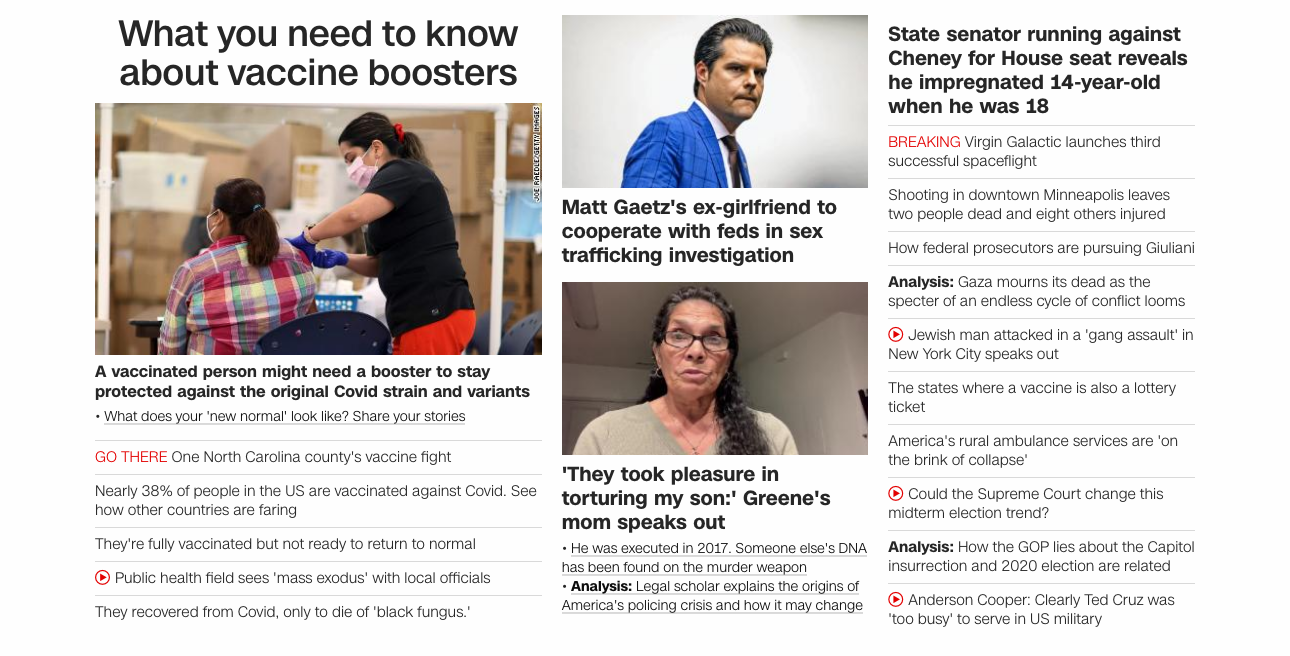 What you need to know
about vaccine boosters
JOE RAEDLE/GETTY IMAGES
A vaccinated person might need a booster to stay
protected against the original Covid strain and variants
• What does your 'new normal' look like? Share your stories
GO THERE One North Carolina county's vaccine fight
Nearly 38% of people in the US are vaccinated against Covid. See
how other countries are faring
They're fully vaccinated but not ready to return to normal
Public health field sees 'mass exodus' with local officials
They recovered from Covid, only to die of 'black fungus.'
Matt Gaetz's ex-girlfriend to
cooperate with feds in sex
trafficking investigation
'They took pleasure in
torturing my son:' Greene's
mom speaks out
• He was executed in 2017. Someone else's DNA
has been found on the murder weapon
• Analysis: Legal scholar explains the origins of
America's policing crisis and how it may change
State senator running against
Cheney for House seat reveals
he impregnated 14-year-old
when he was 18
BREAKING Virgin Galactic launches third
successful spaceflight
Shooting in downtown Minneapolis leaves
two people dead and eight others injured
How federal prosecutors are pursuing Giuliani
Analysis: Gaza mourns its dead as the
specter of an endless cycle of conflict looms
Jewish man attacked in a 'gang assault' in
New York City speaks out
The states where a vaccine is also a lottery
ticket
America's rural ambulance services are 'on
the brink of collapse'
Could the Supreme Court change this
midterm election trend?
Analysis: How the GOP lies about the Capitol
insurrection and 2020 election are related
Anderson Cooper: Clearly Ted Cruz was
'too busy' to serve in US military